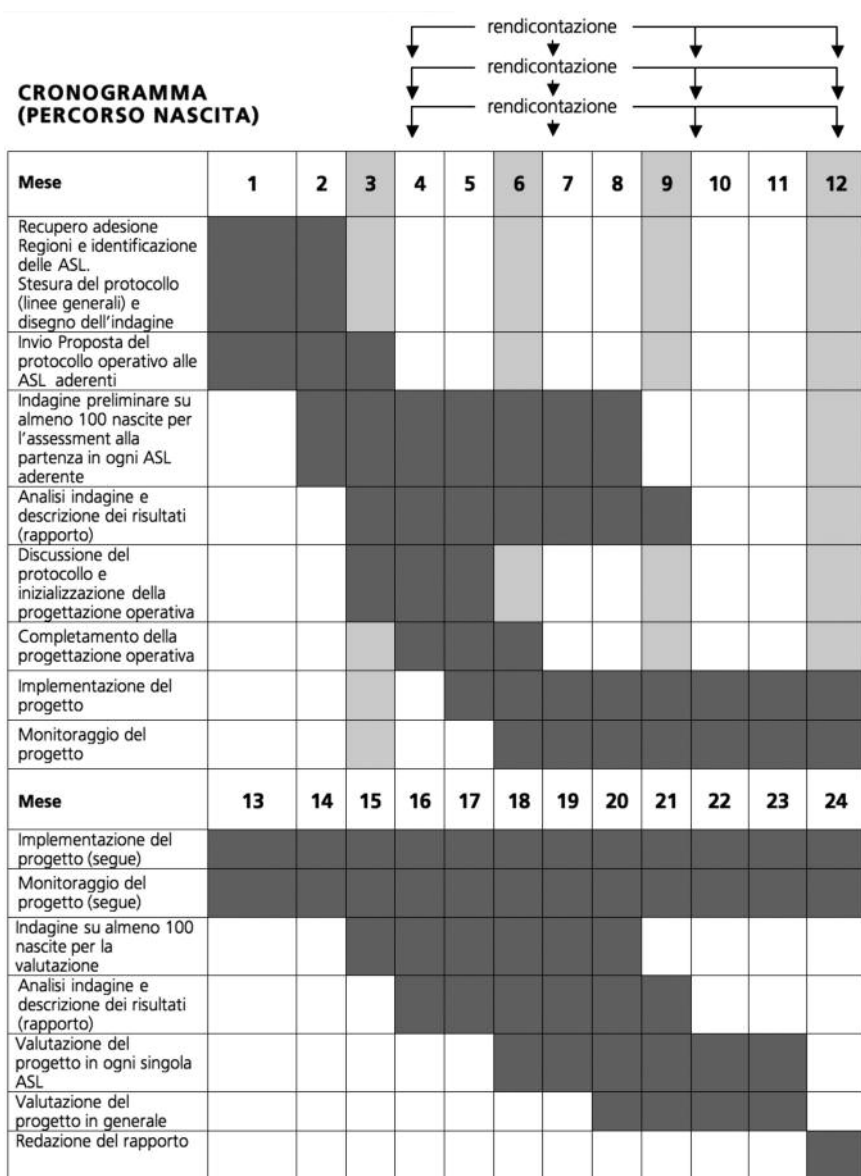 rendicontazione
rendicontazione
rendicontazione
CRONOGRAMMA
(PERCORSO NASCITA)
Mese 1 2 3 4 5 6 7 8 9 10 11 12
Recupero adesione
Regioni e identificazione
delle ASL.
Stesura del protocollo
(linee generali) e
disegno dell'indagine
Invio Proposta del
protocollo operativo alle
ASL aderenti
Indagine preliminare su
almeno 100 nascite per
l'assessment alla
partenza in ogni ASL
aderente
Analisi indagine e
descrizione dei risultati
(rapporto)
Discussione del
protocollo e
inizializzazione della
progettazione operativa
Completamento della
progettazione operativa
Implementazione del
progetto
Monitoraggio del
progetto
Mese 13 14 15 16 17 18 19 20 21 22 23 24
Implementazione del
progetto (segue)
Monitoraggio del
progetto (segue)
Indagine su almeno 100
nascite per la
valutazione
Analisi indagine e
descrizione dei risultati
(rapporto)
Valutazione del
progetto in ogni singola
ASL
Valutazione del
progetto in generale
Redazione del rapporto